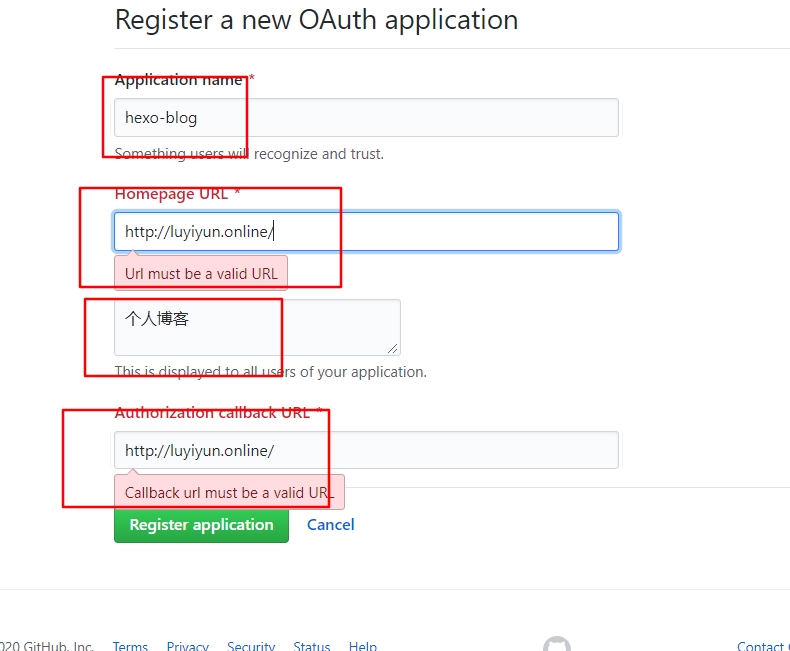 Register a new OAuth application
Application name *
hexo-blog
Something users will recognize and trust.
Homepage URL *
http://luyiyun.online/
Url must be a valid URL
个人博客
This is displayed to all users of your application.
Authorization callback URL *
http://luyiyun.online/
Callback url must be a valid URL
Register application Cancel
020 GitHub, Inc. Terms Privacy Security Status Help Contact